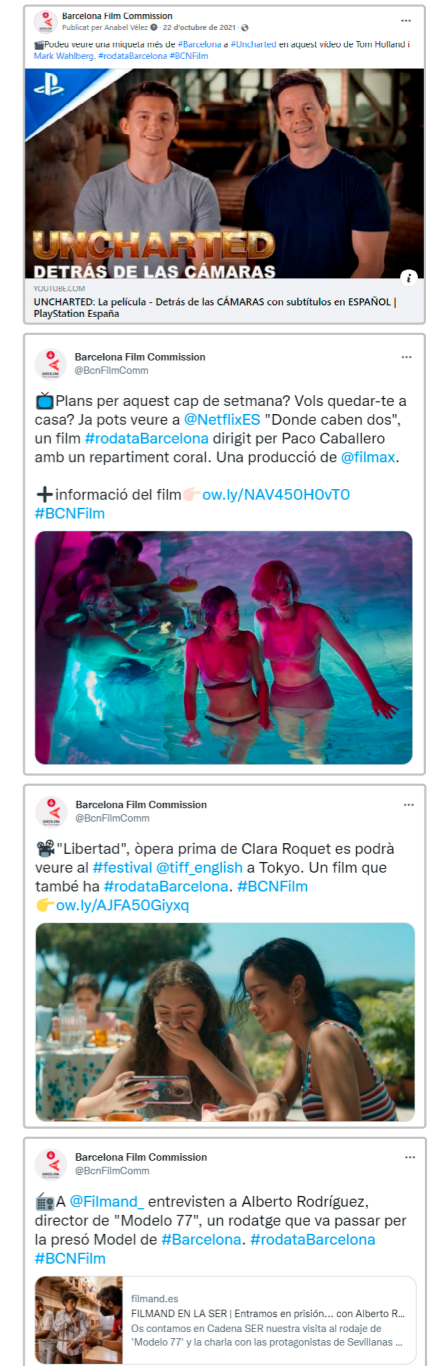 Barcelona Film Commission
Publicat per Anabel Vélez · 22 d'octubre de 2021 ·
Podeu veure una miqueta més de #Barcelona a #Uncharted en aquest vídeo de Tom Holland i
Mark Wahlberg. #rodataBarcelona #BCNFilm
UNCHARTED
DETRÁS DE LAS CÁMARAS
YOUTUBE.COM
UNCHARTED: La película - Detrás de las CÁMARAS con subtítulos en ESPAÑOL |
PlayStation España
Barcelona Film Commission
@BcnFilmComm
Plans per aquest cap de setmana? Vols quedar-te a
casa? Ja pots veure a @NetflixES "Donde caben dos",
un film #rodataBarcelona dirigit per Paco Caballero
amb un repartiment coral. Una producció de @filmax.
➕informació del film👉🏻ow.ly/NAV450H0vT0
#BCNFilm
Barcelona Film Commission
@BcnFilmComm
"Libertad", òpera prima de Clara Roquet es podrà
veure al #festival @tiff_english a Tokyo. Un film que
també ha #rodataBarcelona. #BCNFilm
👉ow.ly/AJFA50Giyxq
Barcelona Film Commission
@BcnFilmComm
A @Filmand_ entrevisten a Alberto Rodríguez,
director de "Modelo 77", un rodatge que va passar per
la presó Model de #Barcelona. #rodataBarcelona
#BCNFilm
filmand.es
FILMAND EN LA SER | Entramos en prisión... con Alberto R...
Os contamos en Cadena SER nuestra visita al rodaje de
'Modelo 77' y la charla con las protagonistas de Sevillanas ...